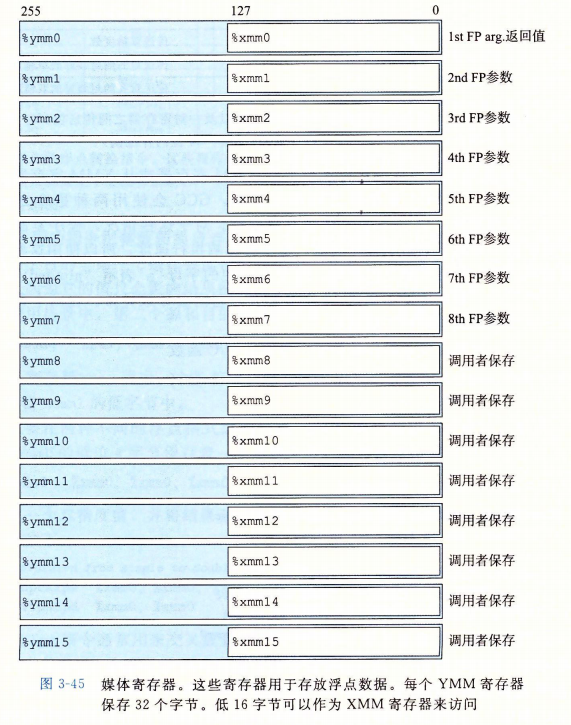 255 127 0
%ymm0 %xmm0 1st FP arg.返回值
%ymm1 %xmm1 2nd FP参数
%ymm2 %xmm2 3rd FP参数
%ymm3 %xmm3 4th FP参数
%ymm4 %xmm4 5th FP参数
%ymm5 %xmm5 6th FP参数
%ymm6 %xmm6 7th FP参数
%ymm7 %xmm7 8th FP参数
%ymm8 %xmm8 调用者保存
%ymm9 %xmm9 调用者保存
%ymm10 %xmm10 调用者保存
%ymm11 %xmm11 调用者保存
%ymm12 %xmm12 调用者保存
%ymm13 %xmm13 调用者保存
%ymm14 %xmm14 调用者保存
%ymm15 %xmm15 调用者保存
图 3-45 媒体寄存器。这些寄存器用于存放浮点数据。每个 YMM 寄存器
保存 32 个字节。低 16 字节可以作为 XMM 寄存器来访问